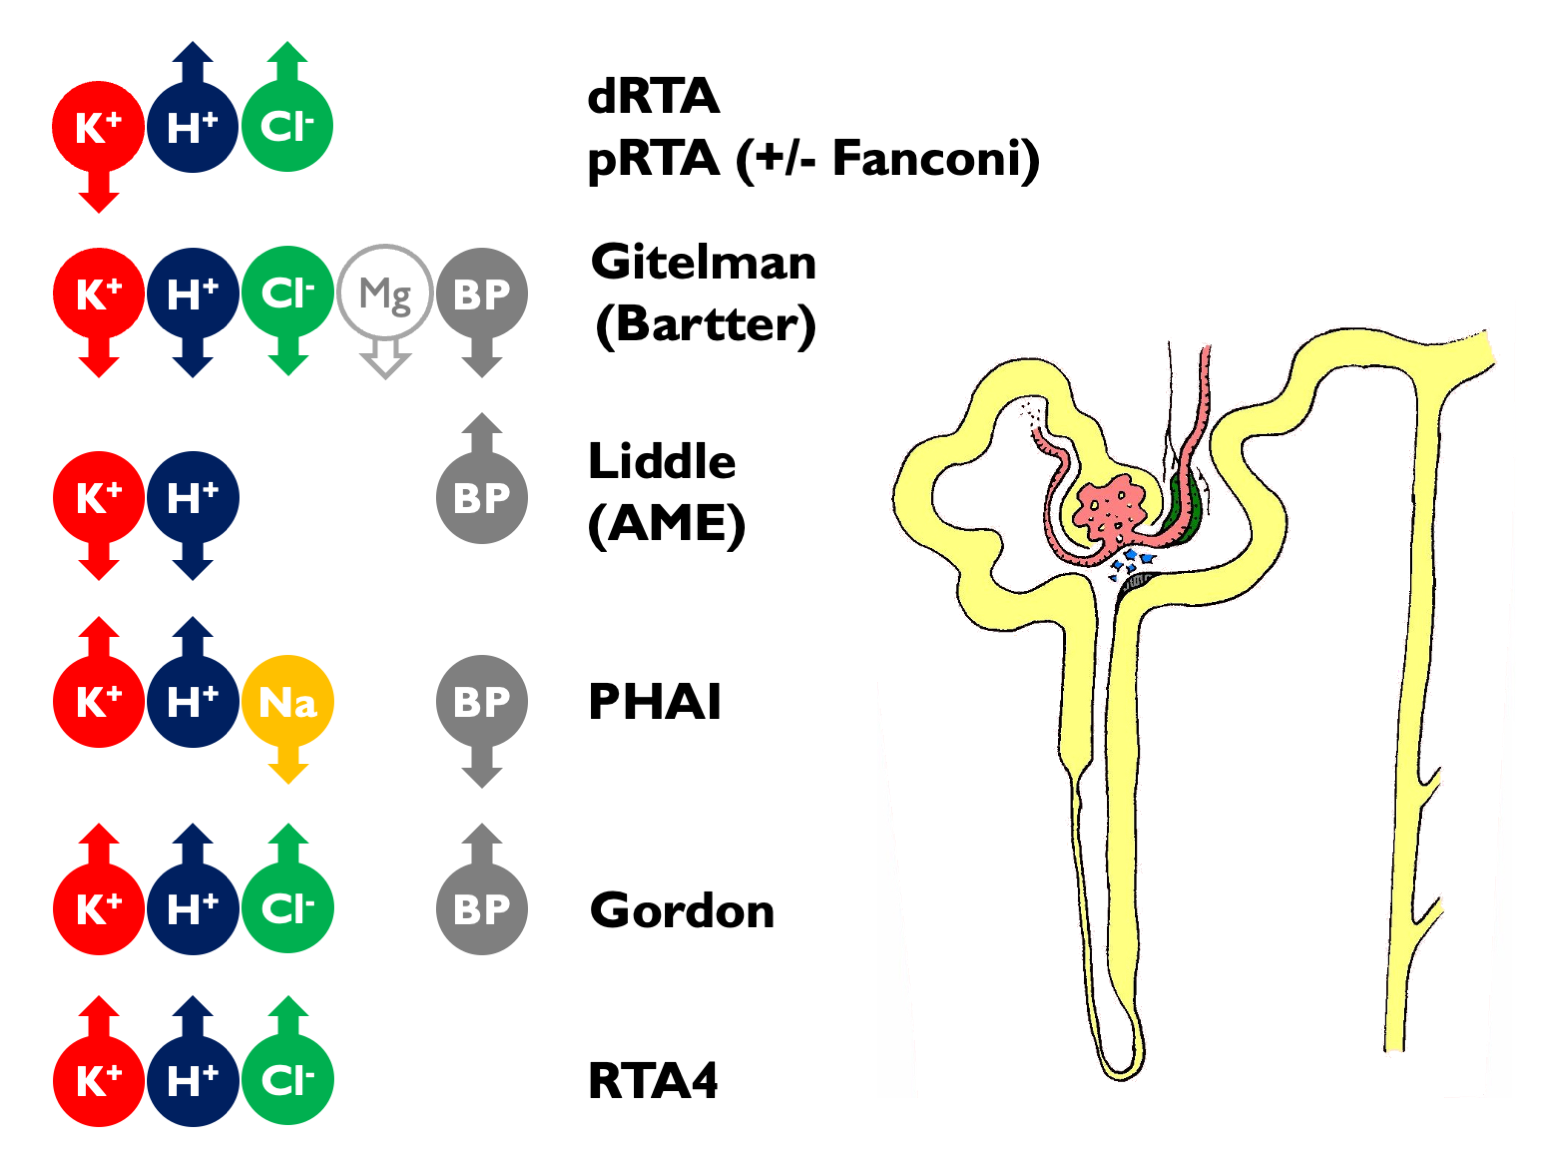 K+ H+ Cl- dRTA
pRTA (+/- Fanconi)
K+ H+ Cl- Mg BP Gitelman
(Bartter)
K+ H+ BP Liddle
(AME)
K+ H+ Na BP PHAI
K+ H+ Cl- BP Gordon
K+ H+ Cl- RTA4